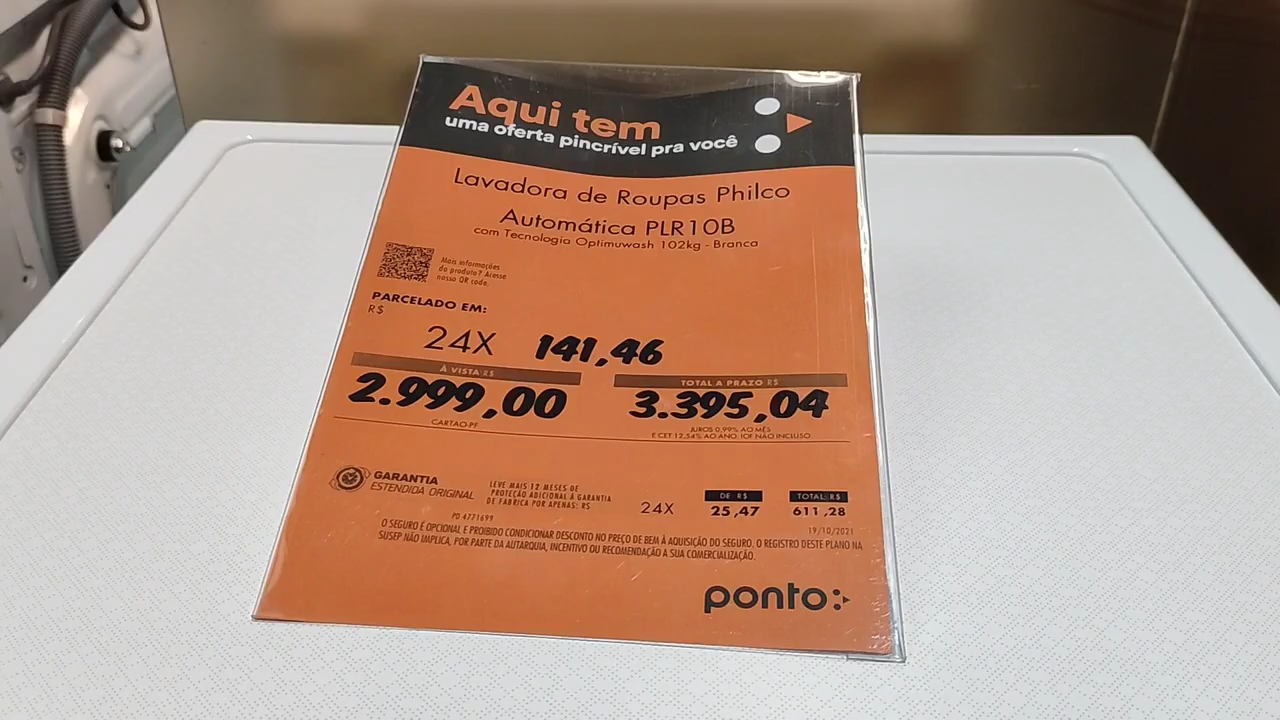 Aqui tem
uma oferta pincrível pra você
Lavadora de Roupas Philco
Automática PLR10B
com Tecnologia Optimuwash 102kg - Branca
Mais informações
do produto? Acesse
nosso QR code.
PARCELADO EM:
R$
24X 141,46
À VISTA R$
2.999,00
CARTAO-PF
TOTAL A PRAZO R$
3.395,04
JUROS 0,99% AO MÊS
E CET 12,54% AO ANO. IOF NÃO INCLUSO
GARANTIA
ESTENDIDA ORIGINAL
LEVE MAIS 12 MESES DE
PROTEÇÃO ADICIONAL À GARANTIA
DE FABRICA POR APENAS: R$
24X
DE R$
25,47
TOTAL R$
611,28
PD 4771699
19/10/2021
O SEGURO É OPCIONAL E PROIBIDO CONDICIONAR DESCONTO NO PREÇO DE BEM À AQUISIÇÃO DO SEGURO. O REGISTRO DESTE PLANO NA
SUSEP NÃO IMPLICA, POR PARTE DA AUTARQUIA, INCENTIVO OU RECOMENDAÇÃO A SUA COMERCIALIZAÇÃO.
ponto: